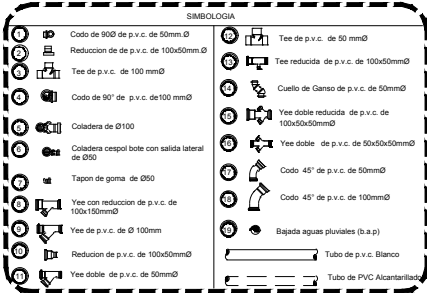 SIMBOLOGIA
1 Codo de 90Ø de p.v.c. de 50mm.Ø
2 Reduccion de de p.v.c. de 100x50mm.Ø
3 Tee de p.v.c. de 100 mmØ
4 Codo de 90° de p.v.c. de100 mmØ
5 Coladera de Ø100
6 Coladera cespol bote con salida lateral
de Ø50
7 Tapon de goma de Ø50
8 Yee con reduccion de p.v.c. de
100x150mmØ
9 Yee de p.v.c. de Ø 100mm
10 Reducion de p.v.c. de 100x50mmØ
11 Yee doble de p.v.c. de 50mmØ
12 Tee de p.v.c. de 50 mmØ
13 Tee reducida de p.v.c. de 100x50mmØ
14 Cuello de Ganso de p.v.c. de 50mmØ
15 Yee doble reducida de p.v.c. de
100x50x50mmØ
16 Yee doble de p.v.c. de 50x50x50mmØ
17 Codo 45° de p.v.c. de 50mmØ
18 Codo 45° de p.v.c. de 100mmØ
19 Bajada aguas pluviales (b.a.p)
Tubo de p.v.c. Blanco
Tubo de PVC Alcantarillado